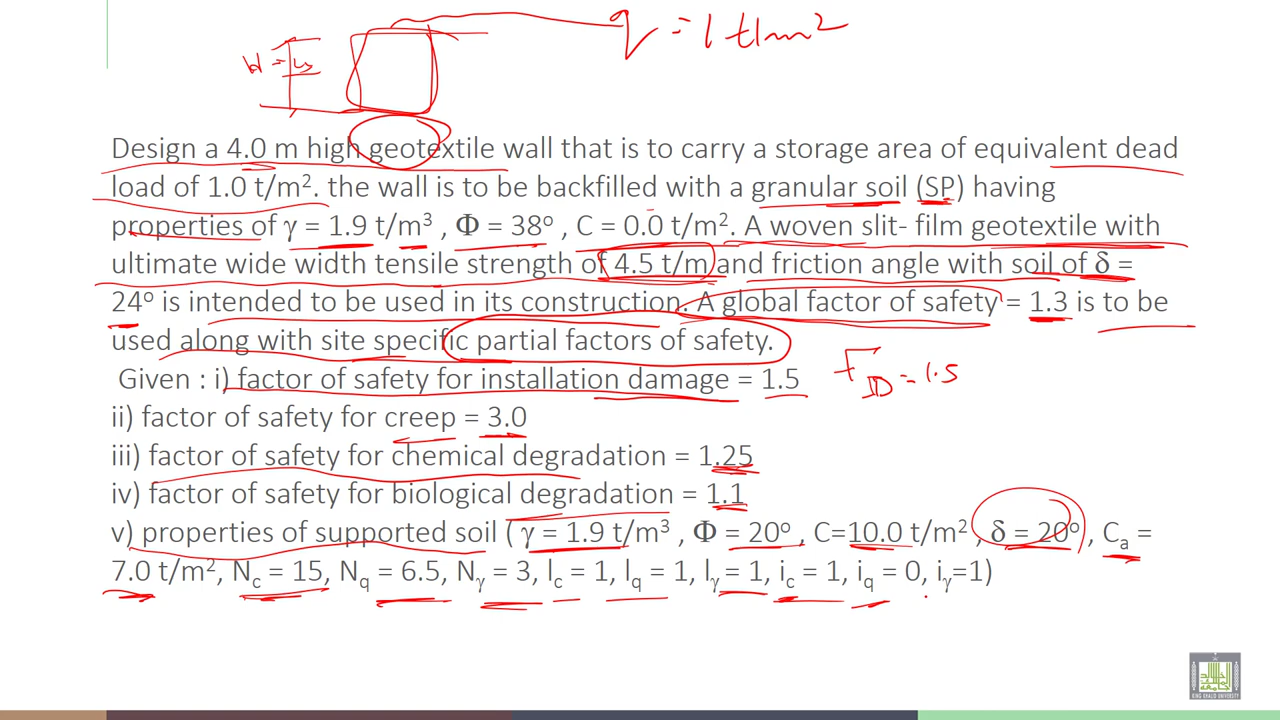 q = 1 t/m²
Design a 4.0 m high geotextile wall that is to carry a storage area of equivalent dead
load of 1.0 t/m². the wall is to be backfilled with a granular soil (SP) having
properties of γ = 1.9 t/m³ , Φ = 38° , C = 0.0 t/m². A woven slit- film geotextile with
ultimate wide width tensile strength of 4.5 t/m and friction angle with soil of δ =
24° is intended to be used in its construction. A global factor of safety = 1.3 is to be
used along with site specific partial factors of safety.
Given : i) factor of safety for installation damage = 1.5
F_ID = 1.5
ii) factor of safety for creep = 3.0
iii) factor of safety for chemical degradation = 1.25
iv) factor of safety for biological degradation = 1.1
v) properties of supported soil ( γ = 1.9 t/m³ , Φ = 20° , C=10.0 t/m² , δ = 20° , Cₐ =
7.0 t/m², N_c = 15, N_q = 6.5, N_γ = 3, l_c = 1, l_q = 1, l_γ = 1, i_c = 1, i_q = 0, i_γ=1)
KING KHALID UNIVERSITY